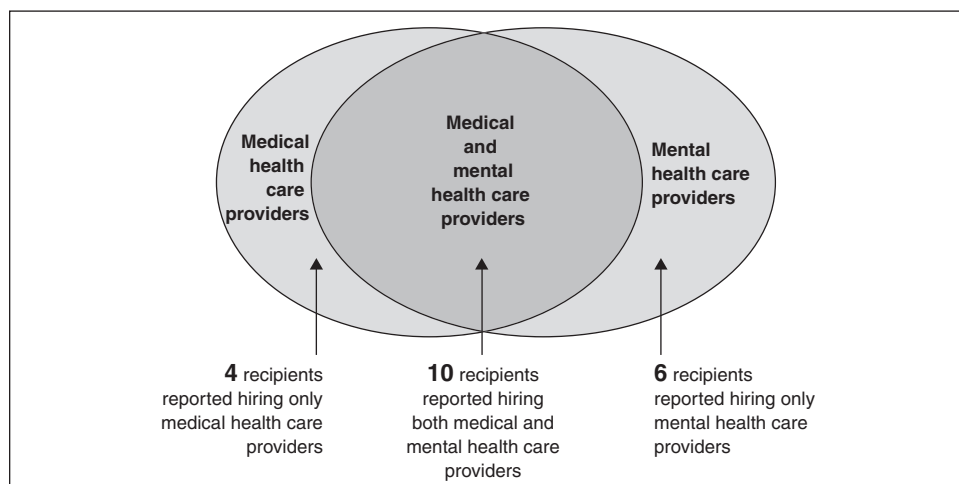 Medical
health
care
providers
Medical
and
mental
health care
providers
Mental
health care
providers
4 recipients
reported hiring only
medical health care
providers
10 recipients
reported hiring
both medical and
mental health care
providers
6 recipients
reported hiring only
mental health care
providers